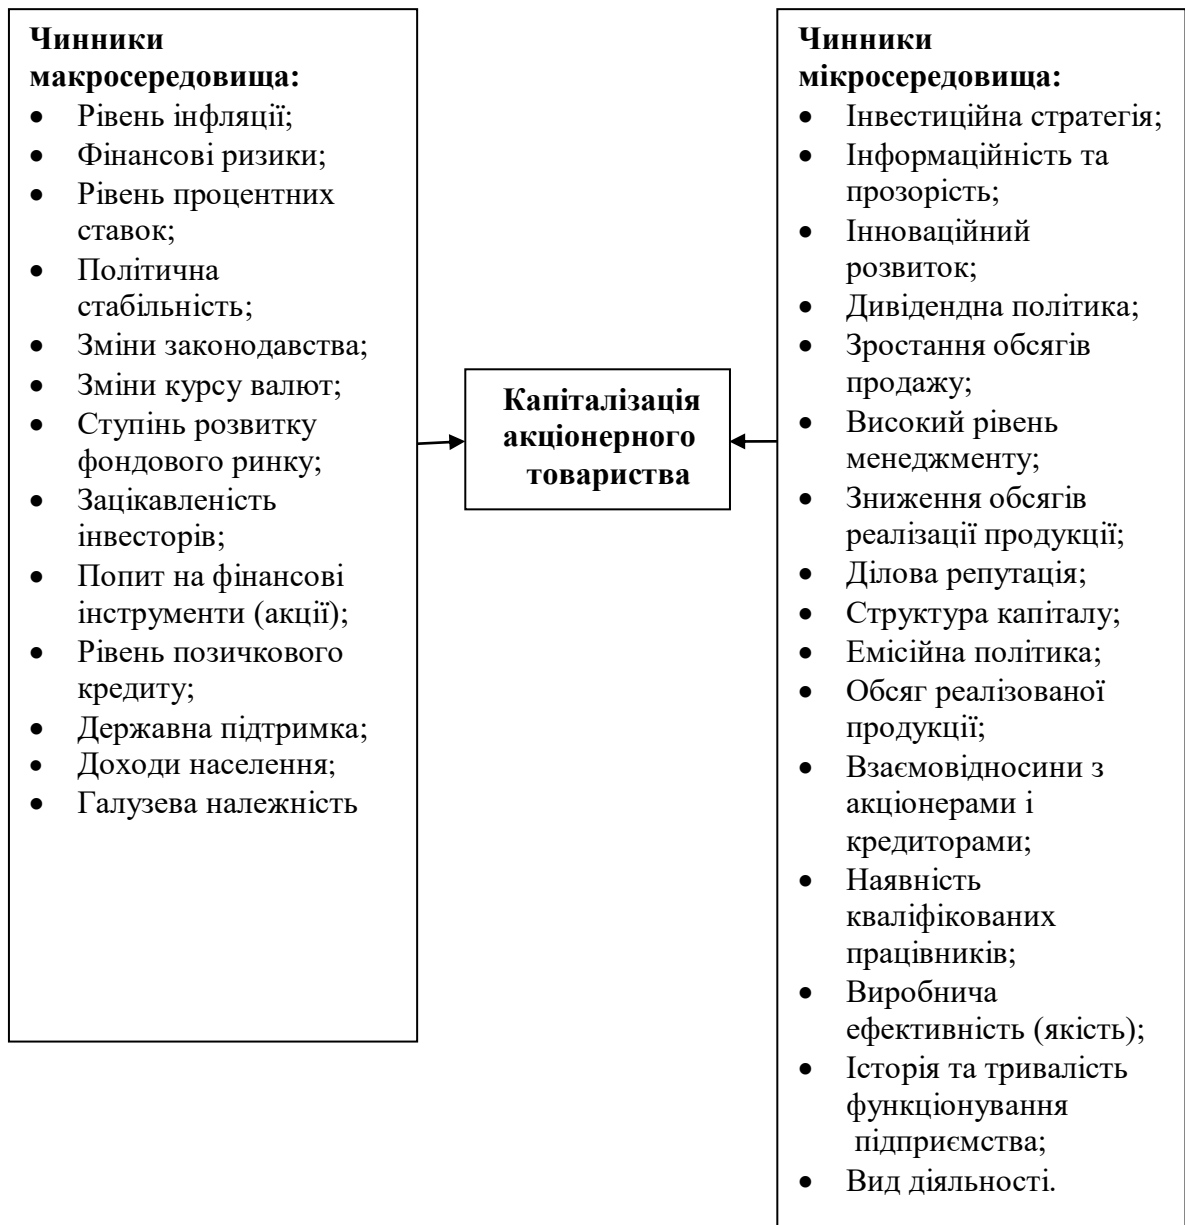 Чинники
макросередовища:
• Рівень інфляції;
• Фінансові ризики;
• Рівень процентних
ставок;
• Політична
стабільність;
• Зміни законодавства;
• Зміни курсу валют;
• Ступінь розвитку
фондового ринку;
• Зацікавленість
інвесторів;
• Попит на фінансові
інструменти (акції);
• Рівень позичкового
кредиту;
• Державна підтримка;
• Доходи населення;
• Галузева належність
Капіталізація
акціонерного
товариства
Чинники
мікросередовища:
• Інвестиційна стратегія;
• Інформаційність та
прозорість;
• Інноваційний
розвиток;
• Дивідендна політика;
• Зростання обсягів
продажу;
• Високий рівень
менеджменту;
• Зниження обсягів
реалізації продукції;
• Ділова репутація;
• Структура капіталу;
• Емісійна політика;
• Обсяг реалізованої
продукції;
• Взаємовідносини з
акціонерами і
кредиторами;
• Наявність
кваліфікованих
працівників;
• Виробнича
ефективність (якість);
• Історія та тривалість
функціонування
підприємства;
• Вид діяльності.